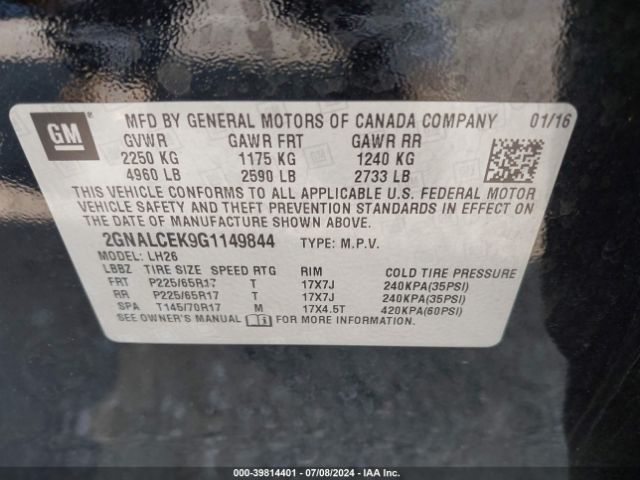 GM ®
MFD BY GENERAL MOTORS OF CANADA COMPANY 01/16
GVWR GAWR FRT GAWR RR
2250 KG 1175 KG 1240 KG
4960 LB 2590 LB 2733 LB
THIS VEHICLE CONFORMS TO ALL APPLICABLE U.S. FEDERAL MOTOR
VEHICLE SAFETY AND THEFT PREVENTION STANDARDS IN EFFECT ON
THE DATE OF MANUFACTURE SHOWN ABOVE.
2GNALCEK9G1149844 TYPE: M.P.V.
MODEL: LH26
LBBZ TIRE SIZE SPEED RTG RIM COLD TIRE PRESSURE
FRT P225/65R17 T 17X7J 240KPA(35PSI)
RR P225/65R17 T 17X7J 240KPA(35PSI)
SPA T145/70R17 M 17X4.5T 420KPA(60PSI)
SEE OWNER'S MANUAL FOR MORE INFORMATION.
000-39814401 - 07/08/2024 - IAA Inc.